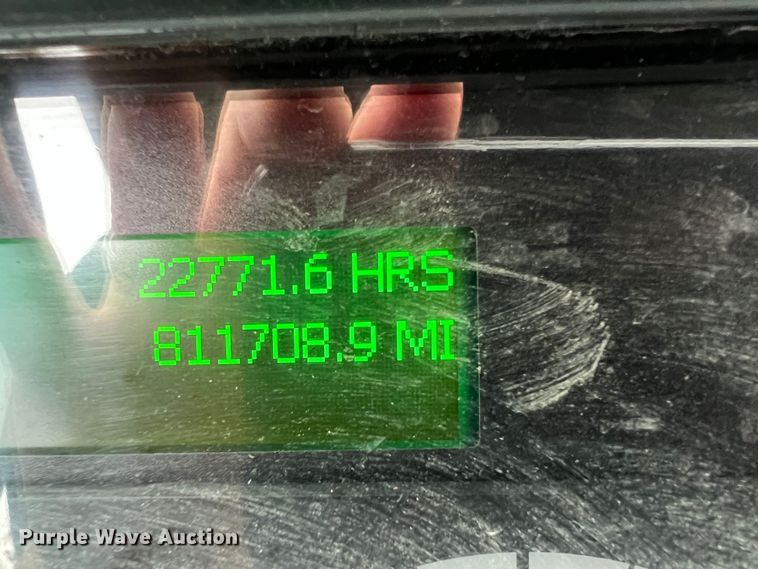 22771.6 HRS
811708.9 MI
Purple Wave Auction